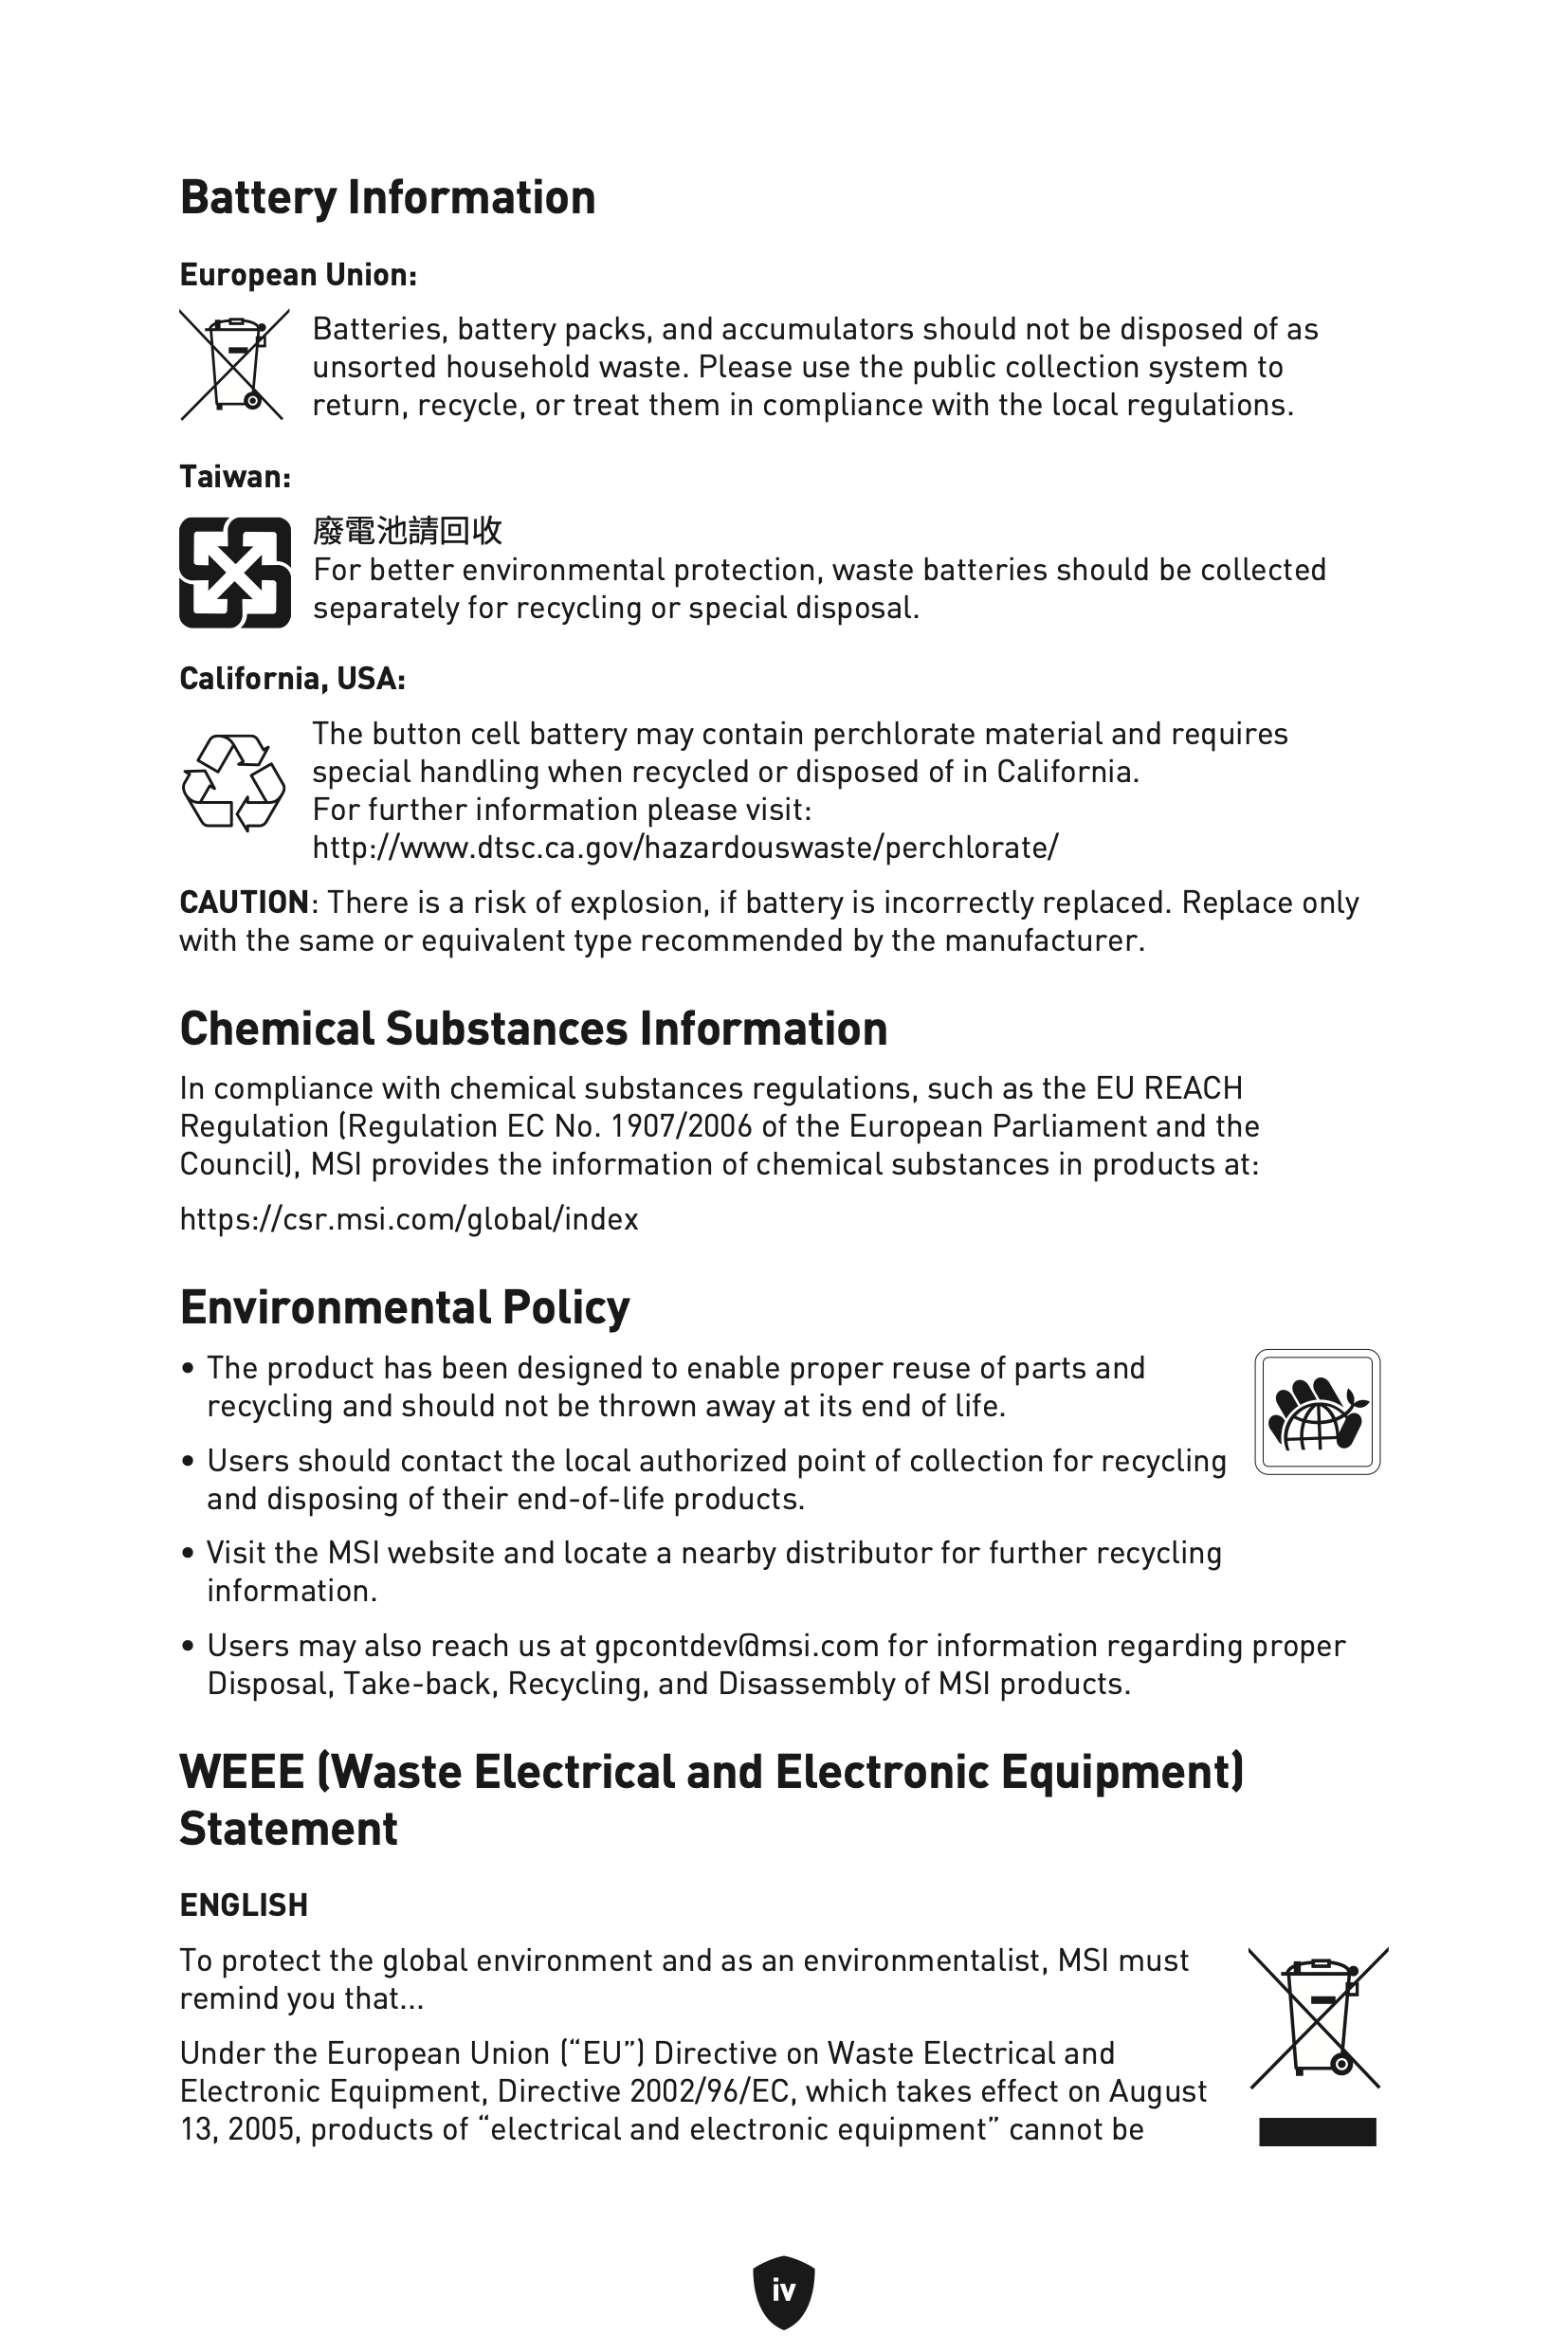 Battery Information
European Union:
Batteries, battery packs, and accumulators should not be disposed of as
unsorted household waste. Please use the public collection system to
return, recycle, or treat them in compliance with the local regulations.
Taiwan:
廢電池請回收
For better environmental protection, waste batteries should be collected
separately for recycling or special disposal.
California, USA:
The button cell battery may contain perchlorate material and requires
special handling when recycled or disposed of in California.
For further information please visit:
http://www.dtsc.ca.gov/hazardouswaste/perchlorate/
CAUTION: There is a risk of explosion, if battery is incorrectly replaced. Replace only
with the same or equivalent type recommended by the manufacturer.
Chemical Substances Information
In compliance with chemical substances regulations, such as the EU REACH
Regulation (Regulation EC No. 1907/2006 of the European Parliament and the
Council), MSI provides the information of chemical substances in products at:
https://csr.msi.com/global/index
Environmental Policy
• The product has been designed to enable proper reuse of parts and
recycling and should not be thrown away at its end of life.
• Users should contact the local authorized point of collection for recycling
and disposing of their end-of-life products.
• Visit the MSI website and locate a nearby distributor for further recycling
information.
• Users may also reach us at gpcontdev@msi.com for information regarding proper
Disposal, Take-back, Recycling, and Disassembly of MSI products.
WEEE (Waste Electrical and Electronic Equipment)
Statement
ENGLISH
To protect the global environment and as an environmentalist, MSI must
remind you that...
Under the European Union (“EU”) Directive on Waste Electrical and
Electronic Equipment, Directive 2002/96/EC, which takes effect on August
13, 2005, products of “electrical and electronic equipment” cannot be
iv